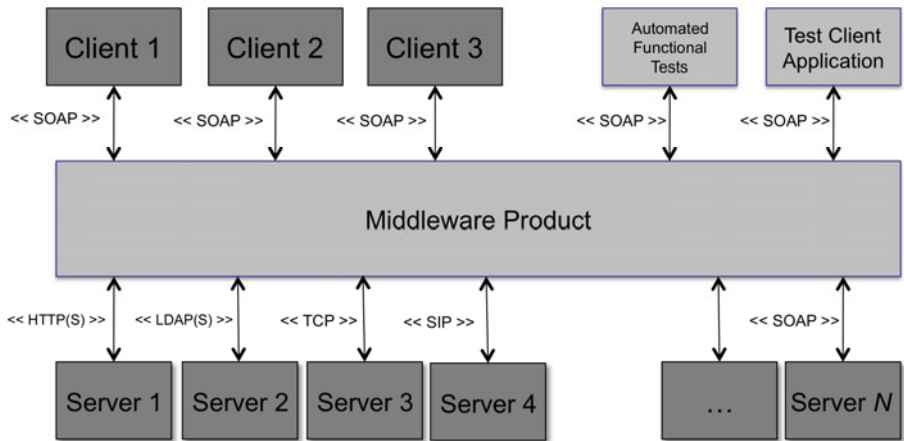 Client 1
Client 2
Client 3
Automated
Functional
Tests
Test Client
Application
<< SOAP >>
<< SOAP >>
<< SOAP >>
<< SOAP >>
<< SOAP >>
Middleware Product
<< HTTP(S) >>
<< LDAP(S) >>
<< TCP >>
<< SIP >>
<< SOAP >>
Server 1
Server 2
Server 3
Server 4
...
Server N